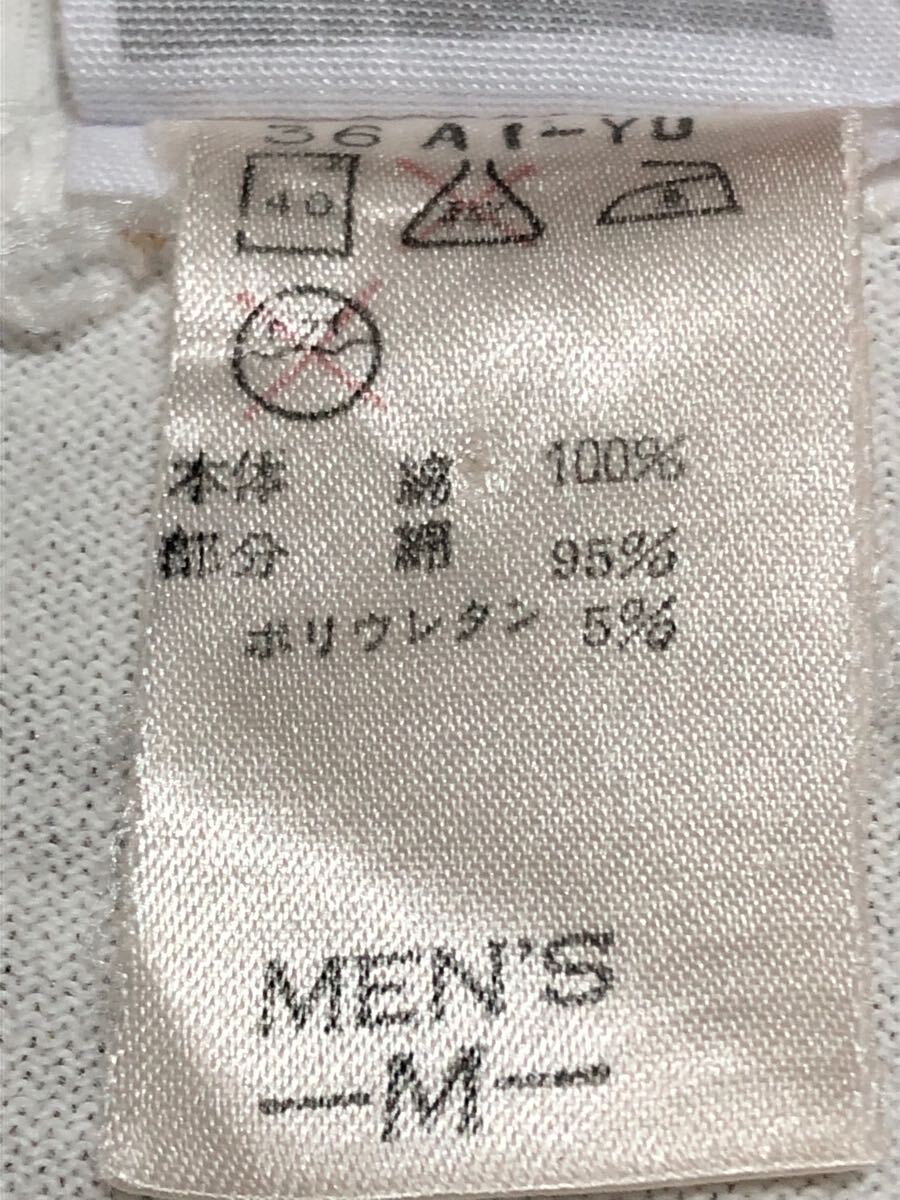 36 AI-YU
40
本体 綿 100%
部分 綿 95%
ポリウレタン 5%
MEN'S
M